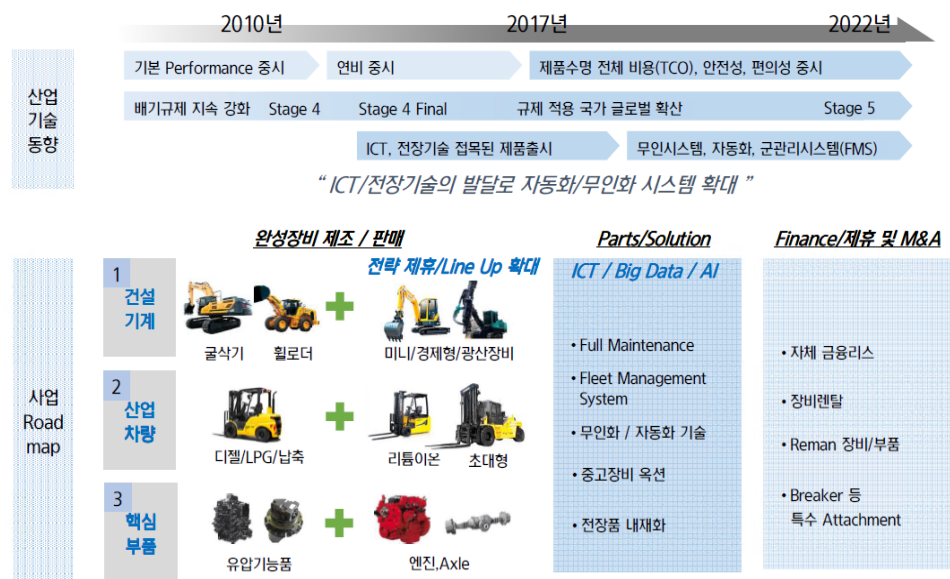 2010년 2017년 2022년
산업
기술
동향
기본 Performance 중시
연비 중시
제품수명 전체 비용(TCO), 안전성, 편의성 중시
배기규제 지속 강화 Stage 4 Stage 4 Final 규제 적용 국가 글로벌 확산 Stage 5
ICT, 전장기술 접목된 제품출시
무인시스템, 자동화, 군관리시스템(FMS)
“ ICT/전장기술의 발달로 자동화/무인화 시스템 확대 ”
사업
Road
map
완성장비 제조 / 판매
전략 제휴/Line Up 확대
1
건설
기계
굴삭기
휠로더
미니/경제형/광산장비
2
산업
차량
디젤/LPG/납축
리튬이온
초대형
3
핵심
부품
유압기능품
엔진,Axle
Parts/Solution
ICT / Big Data / AI
• Full Maintenance
• Fleet Management
System
• 무인화 / 자동화 기술
• 중고장비 옥션
• 전장품 내재화
Finance/제휴 및 M&A
• 자체 금융리스
• 장비렌탈
• Reman 장비/부품
• Breaker 등
특수 Attachment